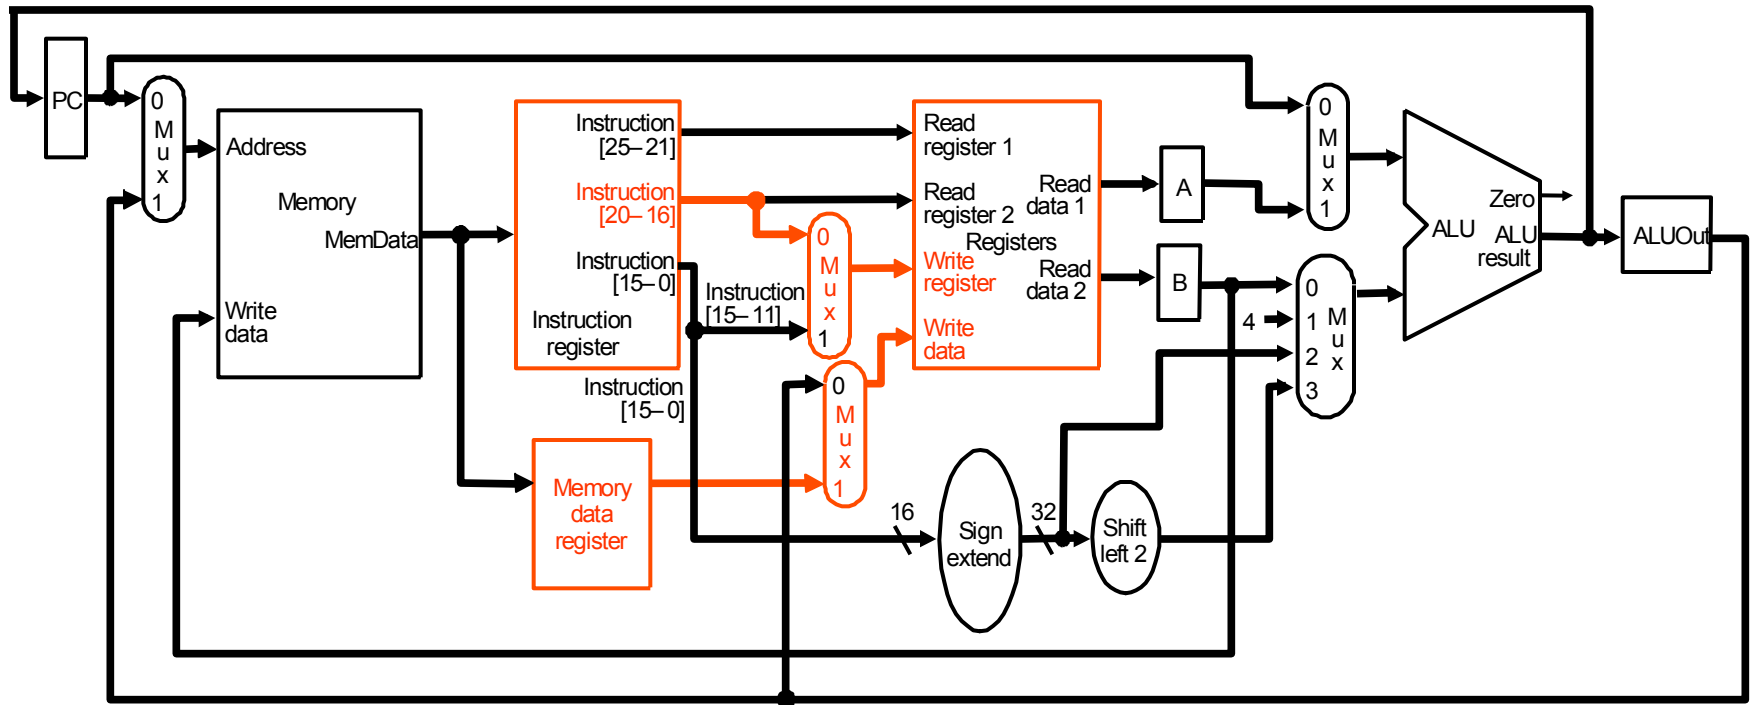 PC
0
M
u
x
1
Address
Memory
MemData
Write
data
Instruction
[25–21]
Instruction
[20–16]
Instruction
[15–0]
Instruction
register
Instruction
[15–11]
Instruction
[15–0]
0
M
u
x
1
0
M
u
x
1
Memory
data
register
Read
register 1
Read
register 2
Registers
Write
register
Write
data
Read
data 1
Read
data 2
A
B
4
16
Sign
extend
32
Shift
left 2
0
M
u
x
1
0
1
2
3
M
u
x
Zero
ALU
ALU
result
ALUOut